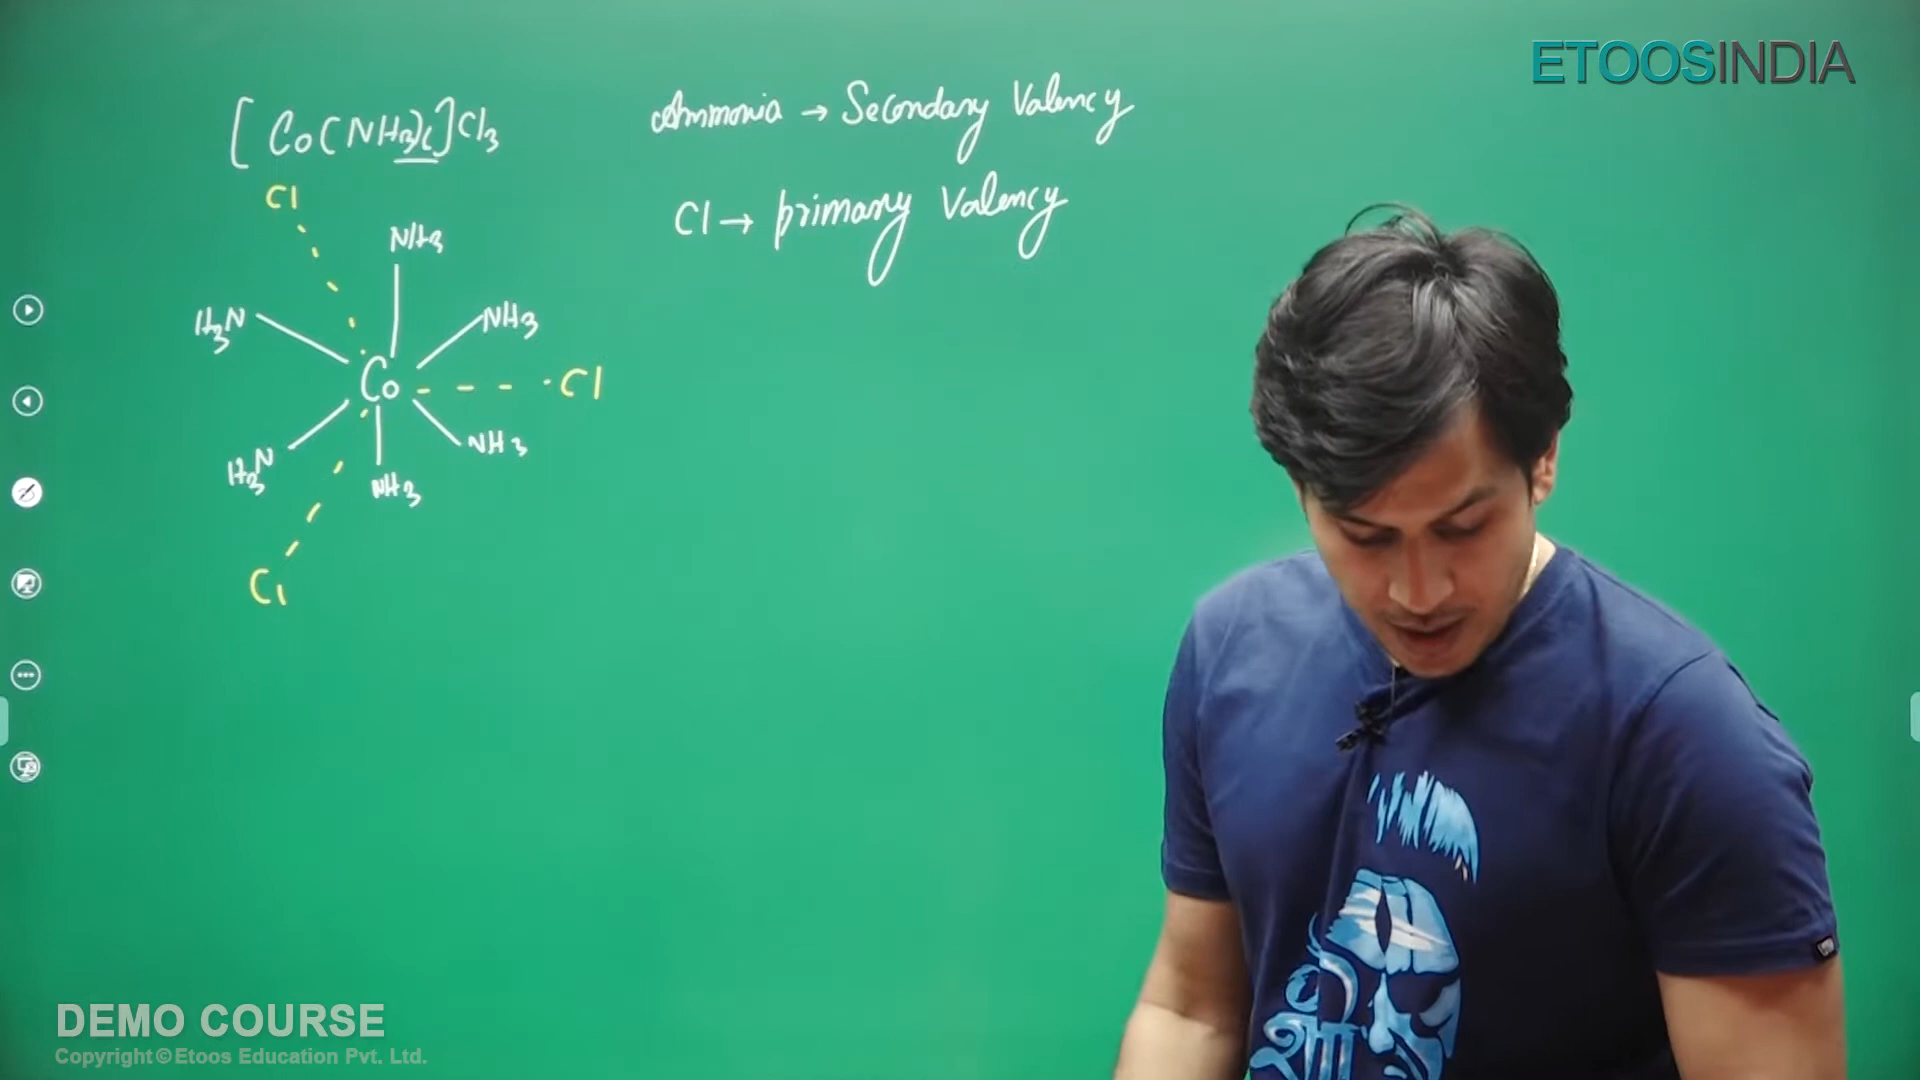 ETOOSINDIA
[Co(NH3)6]Cl3
Ammonia → Secondary Valency
Cl → primary Valency
Cl
NH3
H3N
NH3
Co
Cl
H3N
NH3
NH3
Cl
DEMO COURSE
Copyright © Etoos Education Pvt. Ltd.